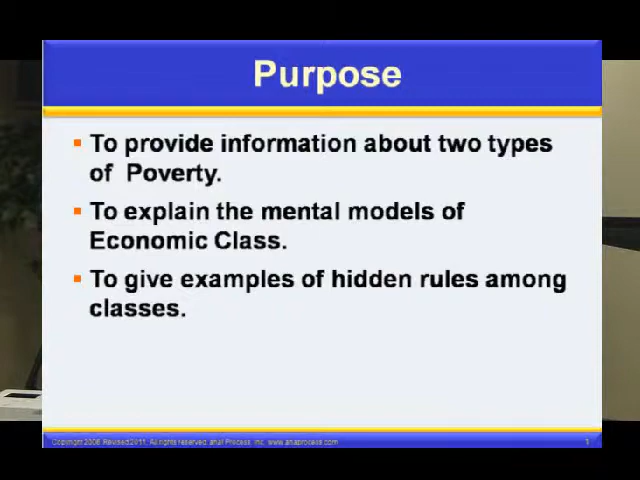 Purpose
To provide information about two types
of Poverty.
To explain the mental models of
Economic Class.
To give examples of hidden rules among
classes.
Copyright 2006 Revised 2011. All rights reserved. aha! Process, Inc. www.ahaprocess.com
1